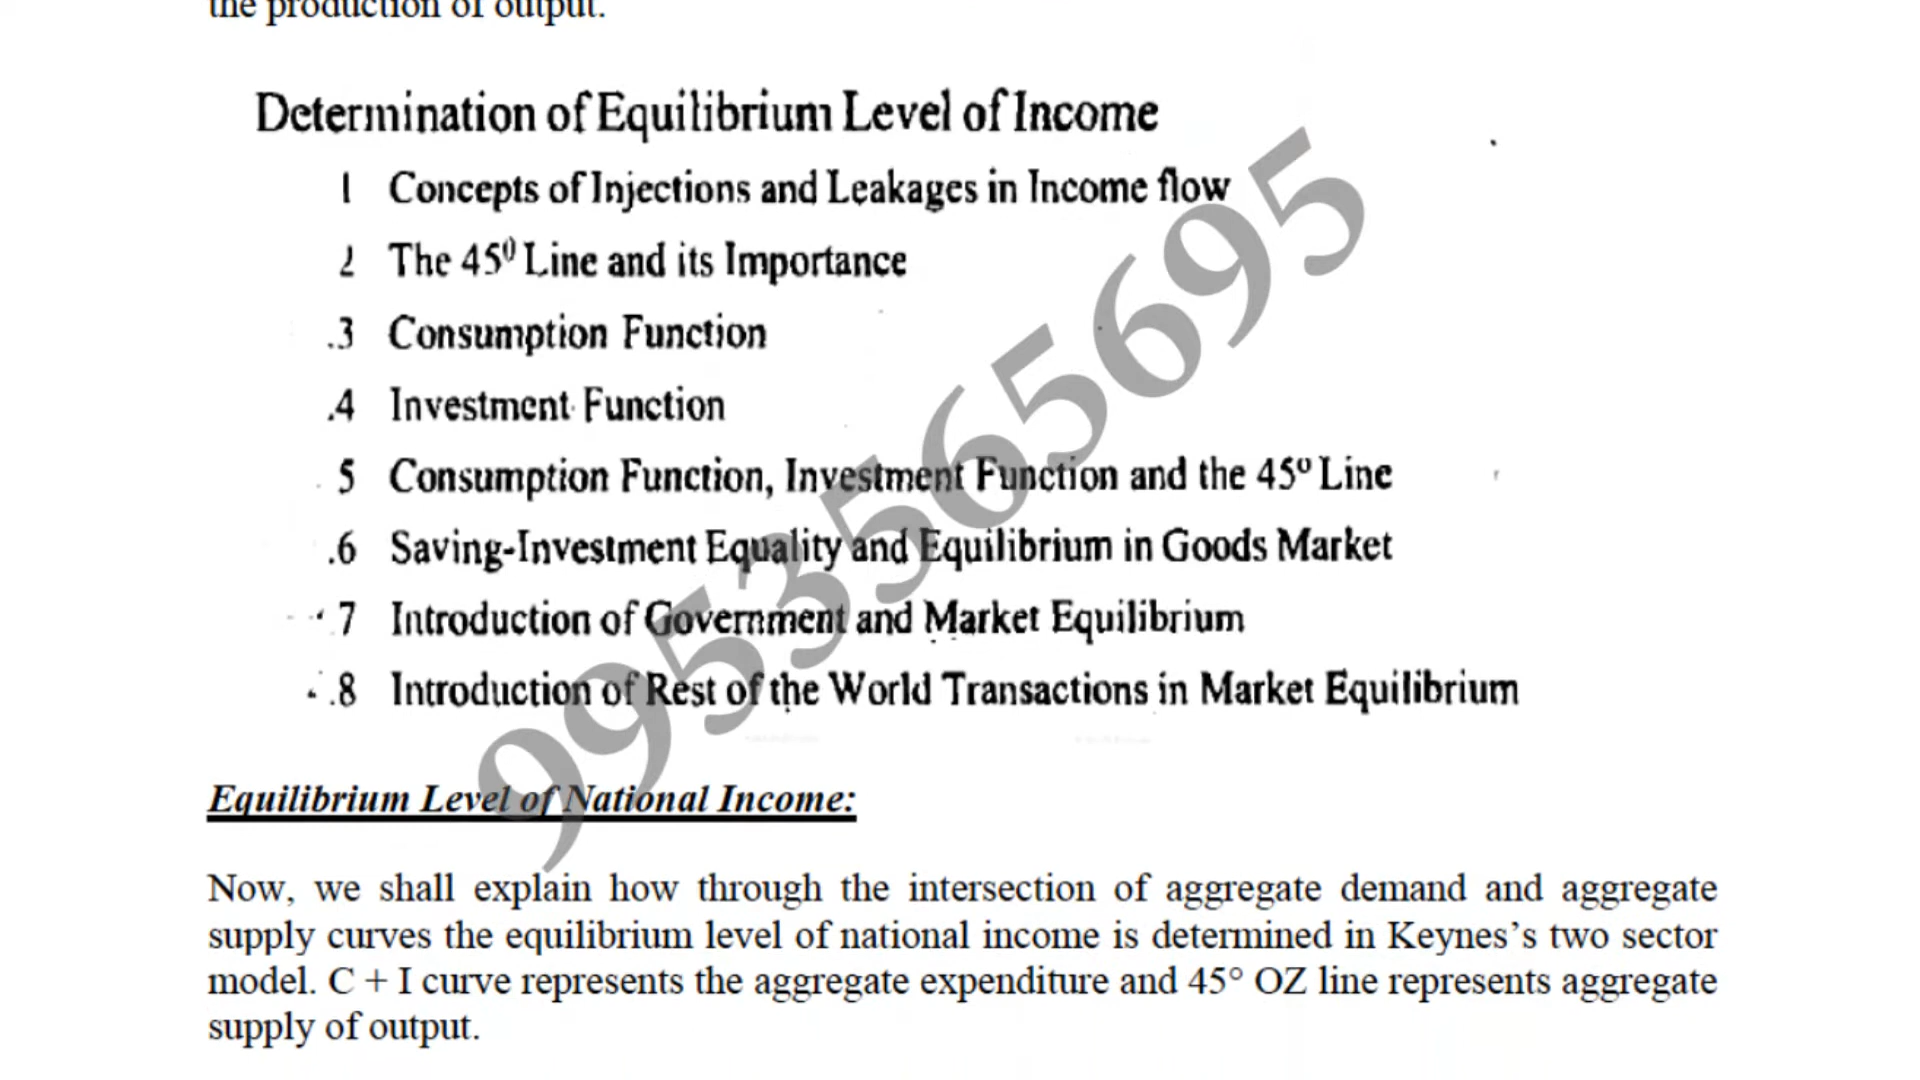 the production of output.
Determination of Equilibrium Level of Income
1 Concepts of Injections and Leakages in Income flow
2 The 45⁰ Line and its Importance
.3 Consumption Function
.4 Investment Function
5 Consumption Function, Investment Function and the 45º Line
.6 Saving-Investment Equality and Equilibrium in Goods Market
7 Introduction of Government and Market Equilibrium
.8 Introduction of Rest of the World Transactions in Market Equilibrium
9953565695
Equilibrium Level of National Income:
Now, we shall explain how through the intersection of aggregate demand and aggregate
supply curves the equilibrium level of national income is determined in Keynes’s two sector
model. C + I curve represents the aggregate expenditure and 45° OZ line represents aggregate
supply of output.